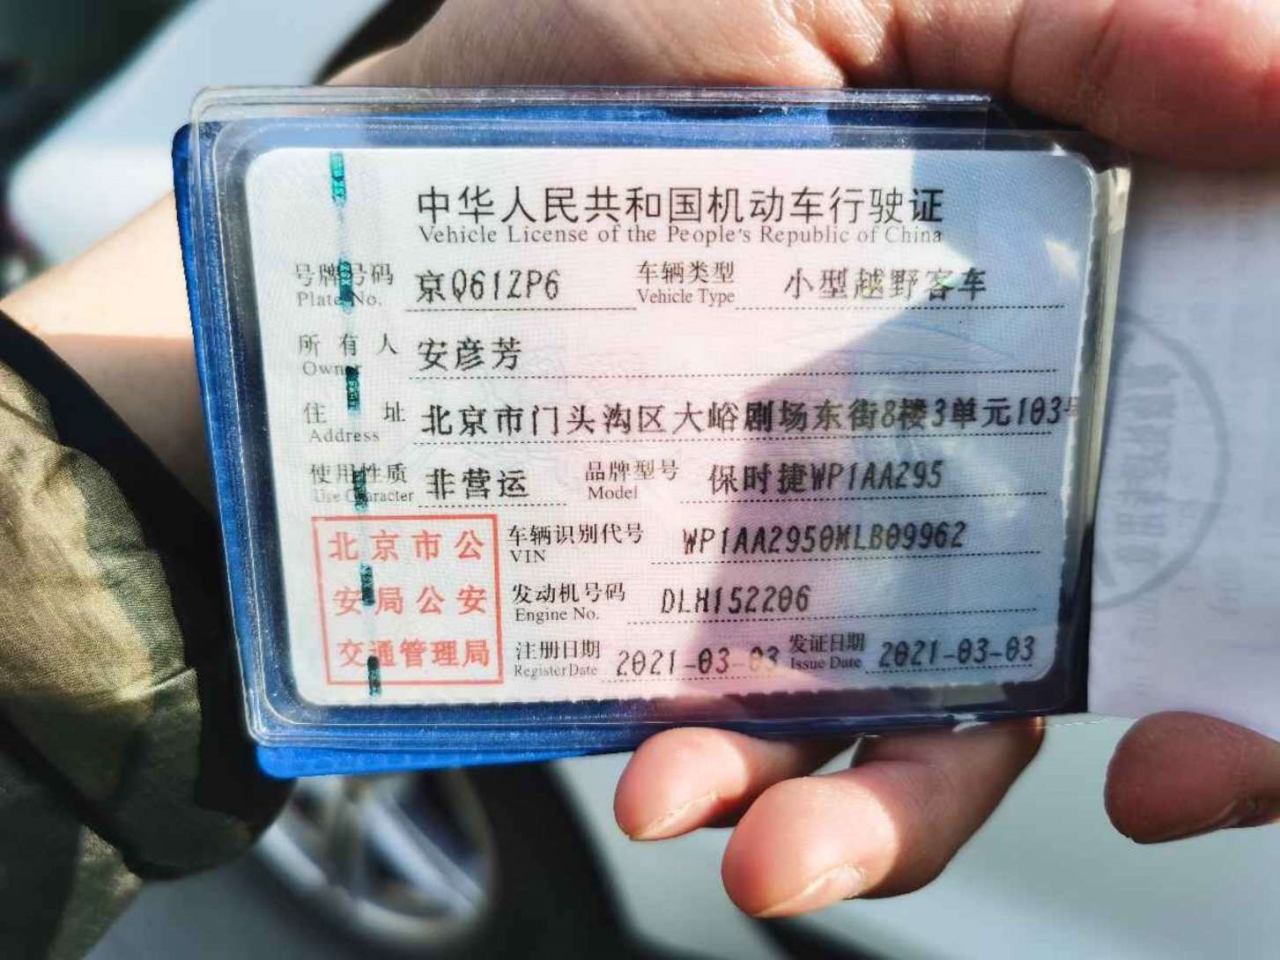 中华人民共和国机动车行驶证
Vehicle License of the People's Republic of China
号牌号码 京Q61ZP6 车辆类型 小型越野客车
Plate No. Vehicle Type
所有人 安彦芳
Owner
住址 北京市门头沟区大峪剧场东街8楼3单元103号
Address
使用性质 非营运 品牌型号 保时捷WP1AA295
Use Character Model
北京市公
安局公安
交通管理局
车辆识别代号 WP1AA2950MLB09962
VIN
发动机号码 DLH152206
Engine No.
注册日期 2021-03-03 发证日期 2021-03-03
Register Date Issue Date